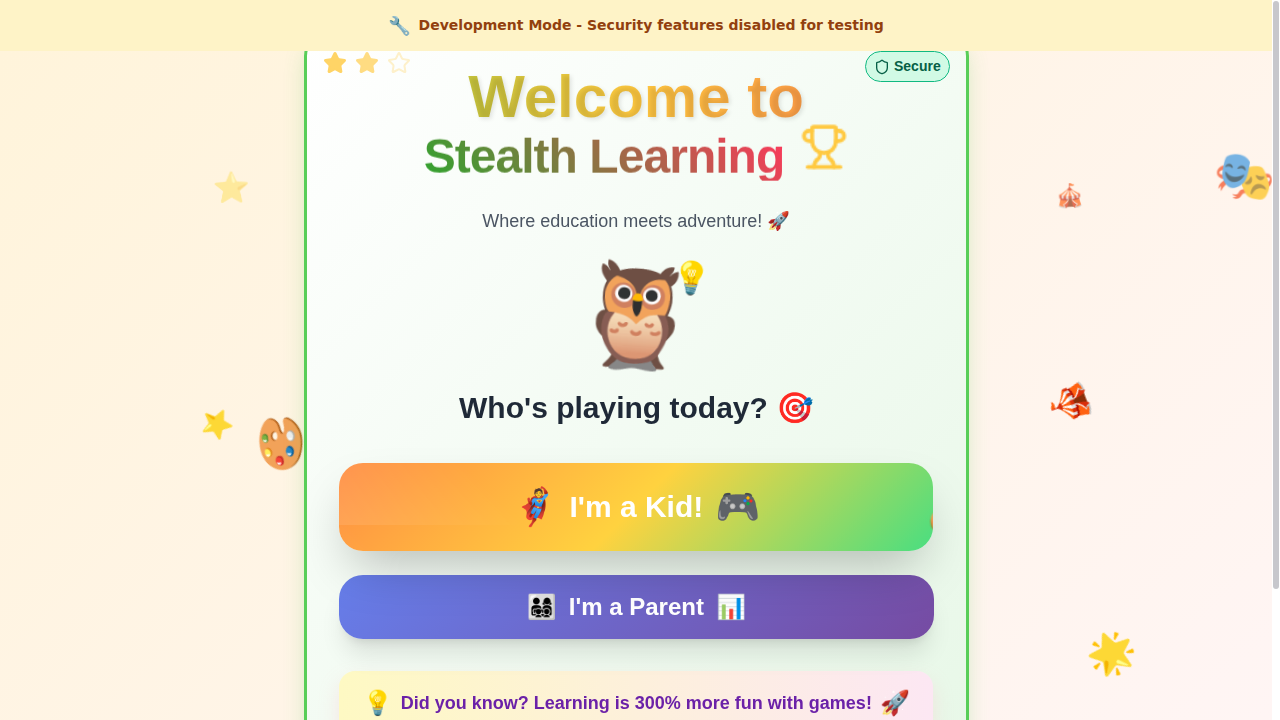 Development Mode - Security features disabled for testing
Secure
Welcome to
Stealth Learning
Where education meets adventure!
Who's playing today?
I'm a Kid!
I'm a Parent
Did you know? Learning is 300% more fun with games!